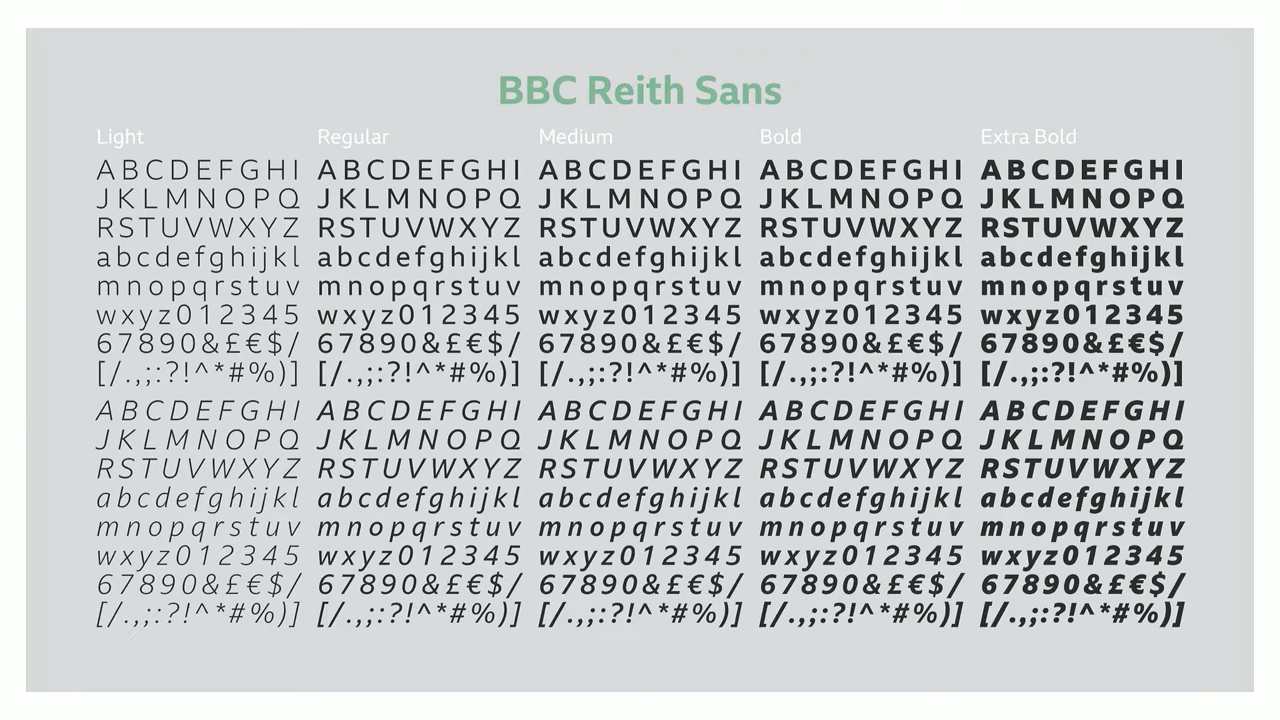 BBC Reith Sans
Light
ABCDEFGHI
JKLMNOPQ
RSTUVWXYZ
abcdefghijkl
mnopqrstuv
wxyz012345
67890&£€$/
[/.,;:?!^*#%)]
ABCDEFGHI
JKLMNOPQ
RSTUVWXYZ
abcdefghijkl
mnopqrstuv
wxyz012345
67890&£€$/
[/.,;:?!^*#%)]
Regular
ABCDEFGHI
JKLMNOPQ
RSTUVWXYZ
abcdefghijkl
mnopqrstuv
wxyz012345
67890&£€$/
[/.,;:?!^*#%)]
ABCDEFGHI
JKLMNOPQ
RSTUVWXYZ
abcdefghijkl
mnopqrstuv
wxyz012345
67890&£€$/
[/.,;:?!^*#%)]
Medium
ABCDEFGHI
JKLMNOPQ
RSTUVWXYZ
abcdefghijkl
mnopqrstuv
wxyz012345
67890&£€$/
[/.,;:?!^*#%)]
ABCDEFGHI
JKLMNOPQ
RSTUVWXYZ
abcdefghijkl
mnopqrstuv
wxyz012345
67890&£€$/
[/.,;:?!^*#%)]
Bold
ABCDEFGHI
JKLMNOPQ
RSTUVWXYZ
abcdefghijkl
mnopqrstuv
wxyz012345
67890&£€$/
[/.,;:?!^*#%)]
ABCDEFGHI
JKLMNOPQ
RSTUVWXYZ
abcdefghijkl
mnopqrstuv
wxyz012345
67890&£€$/
[/.,;:?!^*#%)]
Extra Bold
ABCDEFGHI
JKLMNOPQ
RSTUVWXYZ
abcdefghijkl
mnopqrstuv
wxyz012345
67890&£€$/
[/.,;:?!^*#%)]
ABCDEFGHI
JKLMNOPQ
RSTUVWXYZ
abcdefghijkl
mnopqrstuv
wxyz012345
67890&£€$/
[/.,;:?!^*#%)]